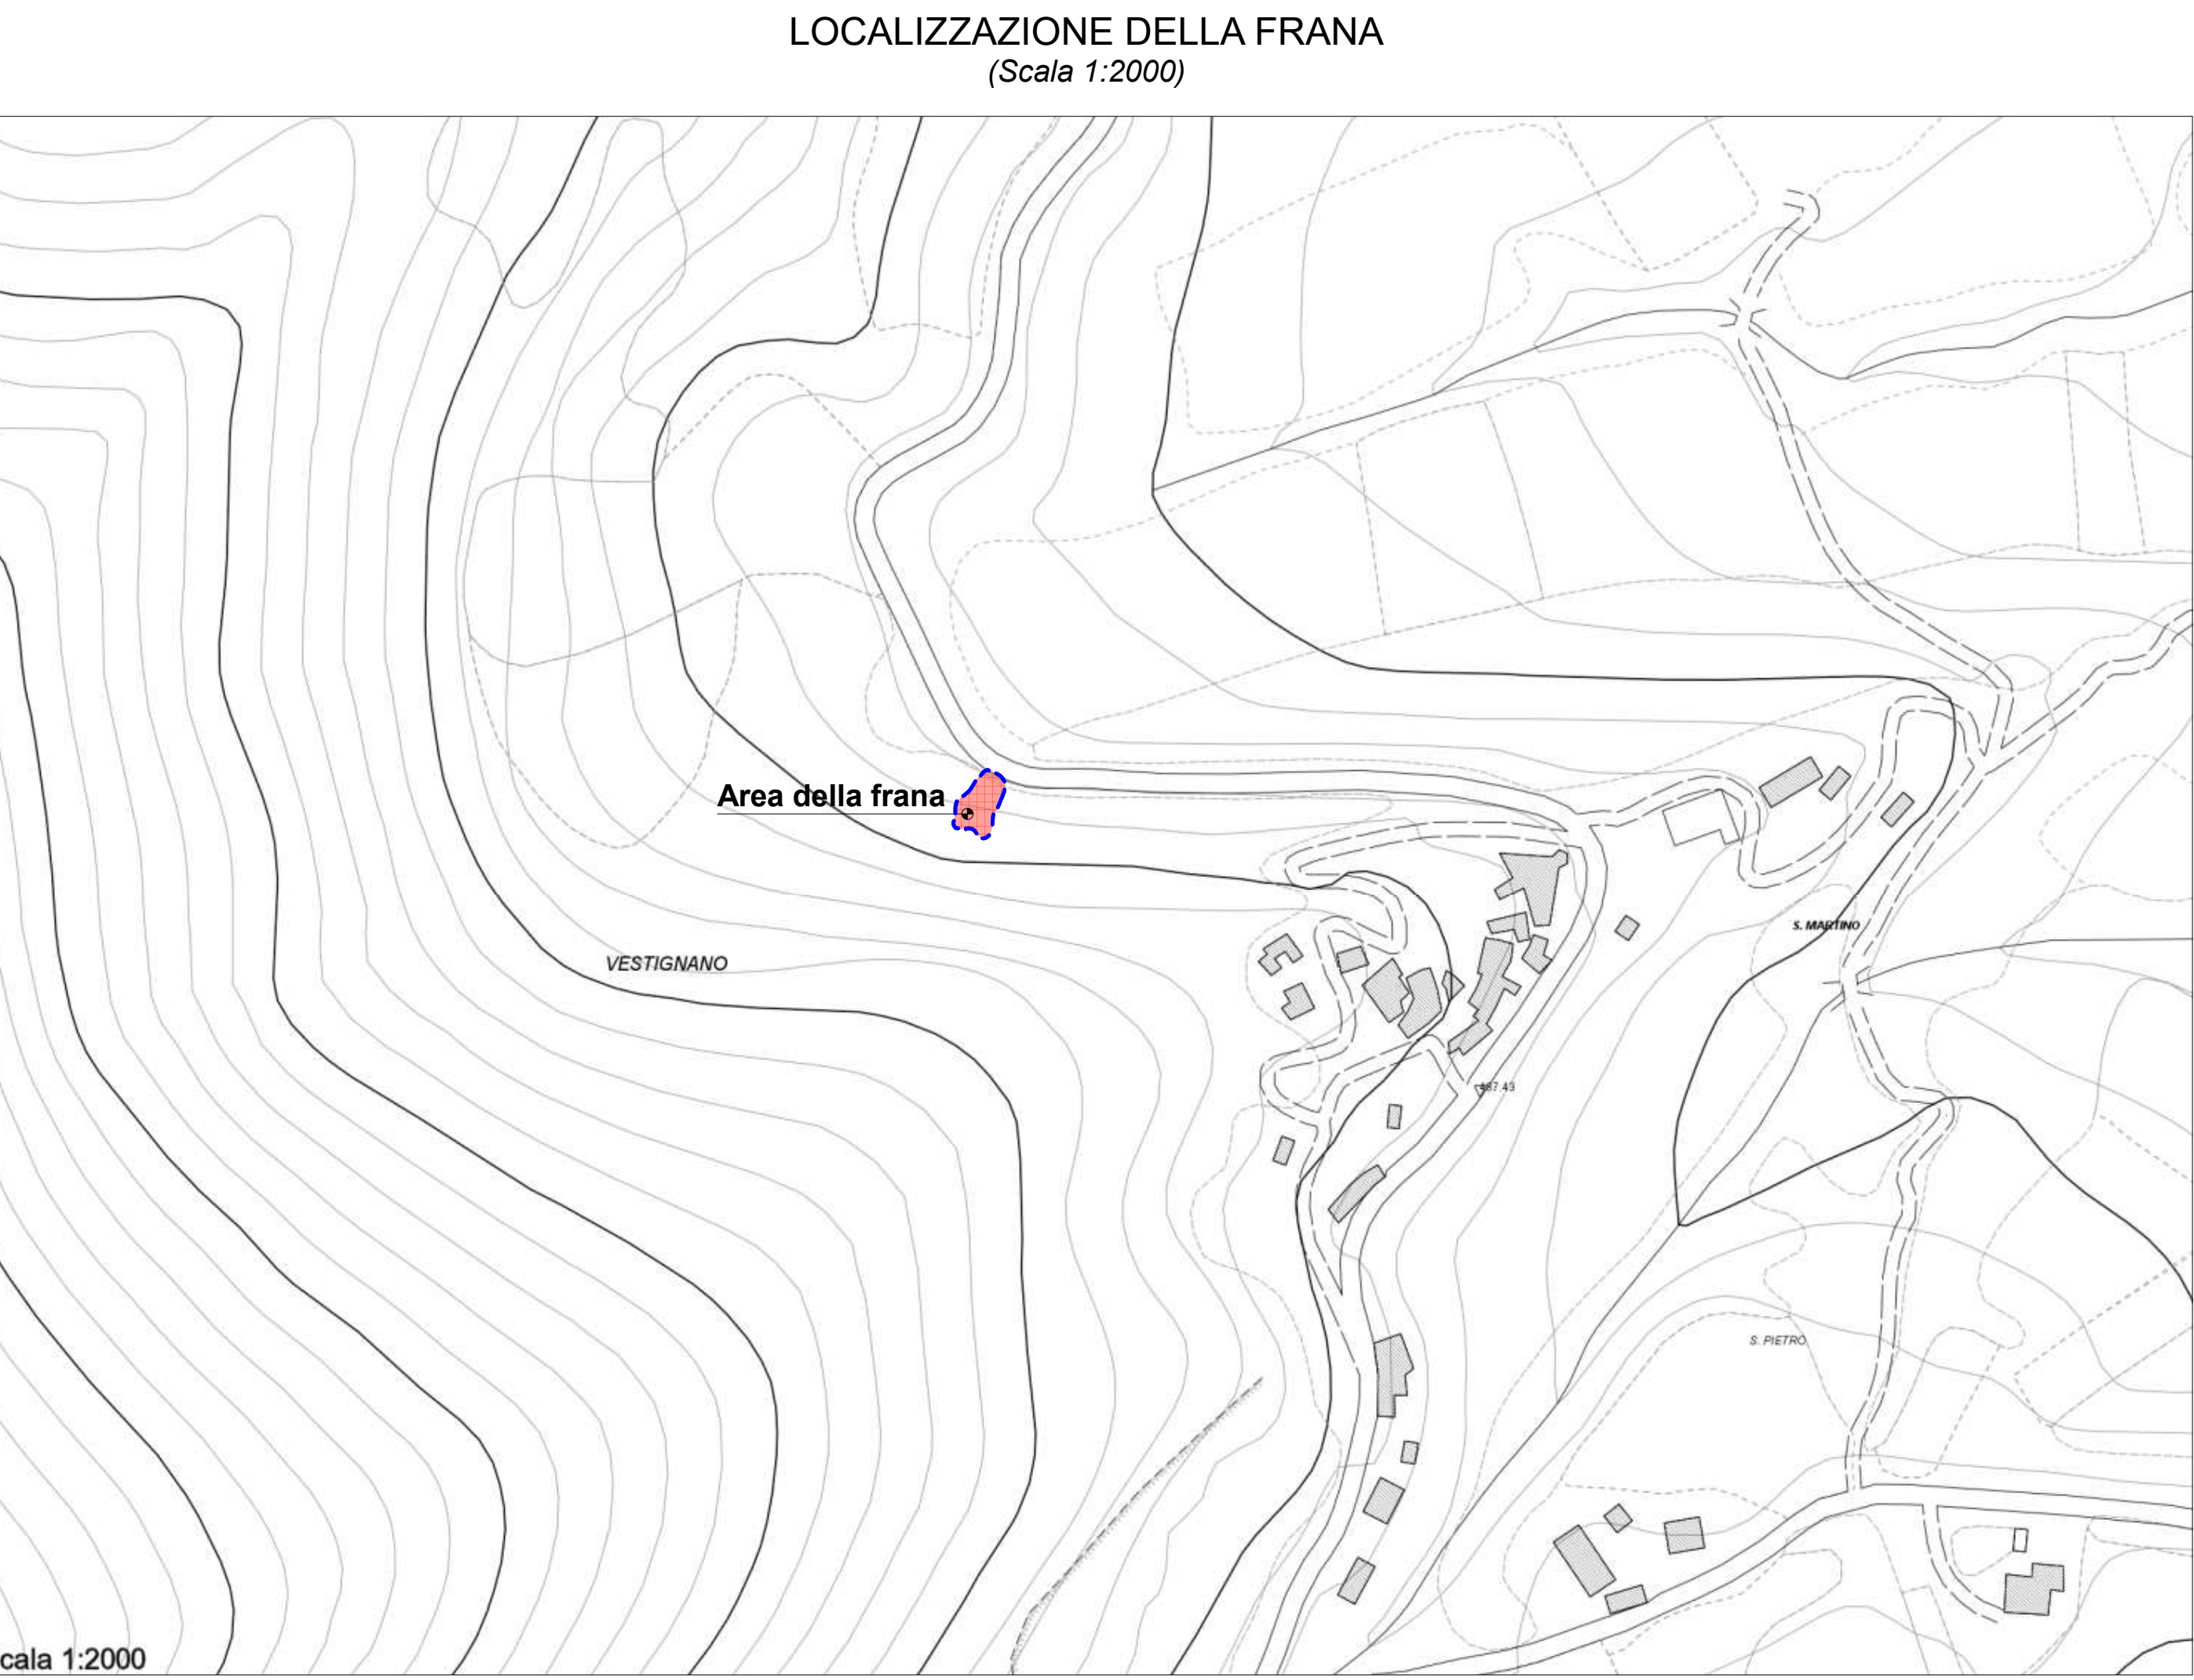 LOCALIZZAZIONE DELLA FRANA
(Scala 1:2000)
Area della frana
S. MARTINO
VESTIGNANO
S. PIETRO
cala 1:2000